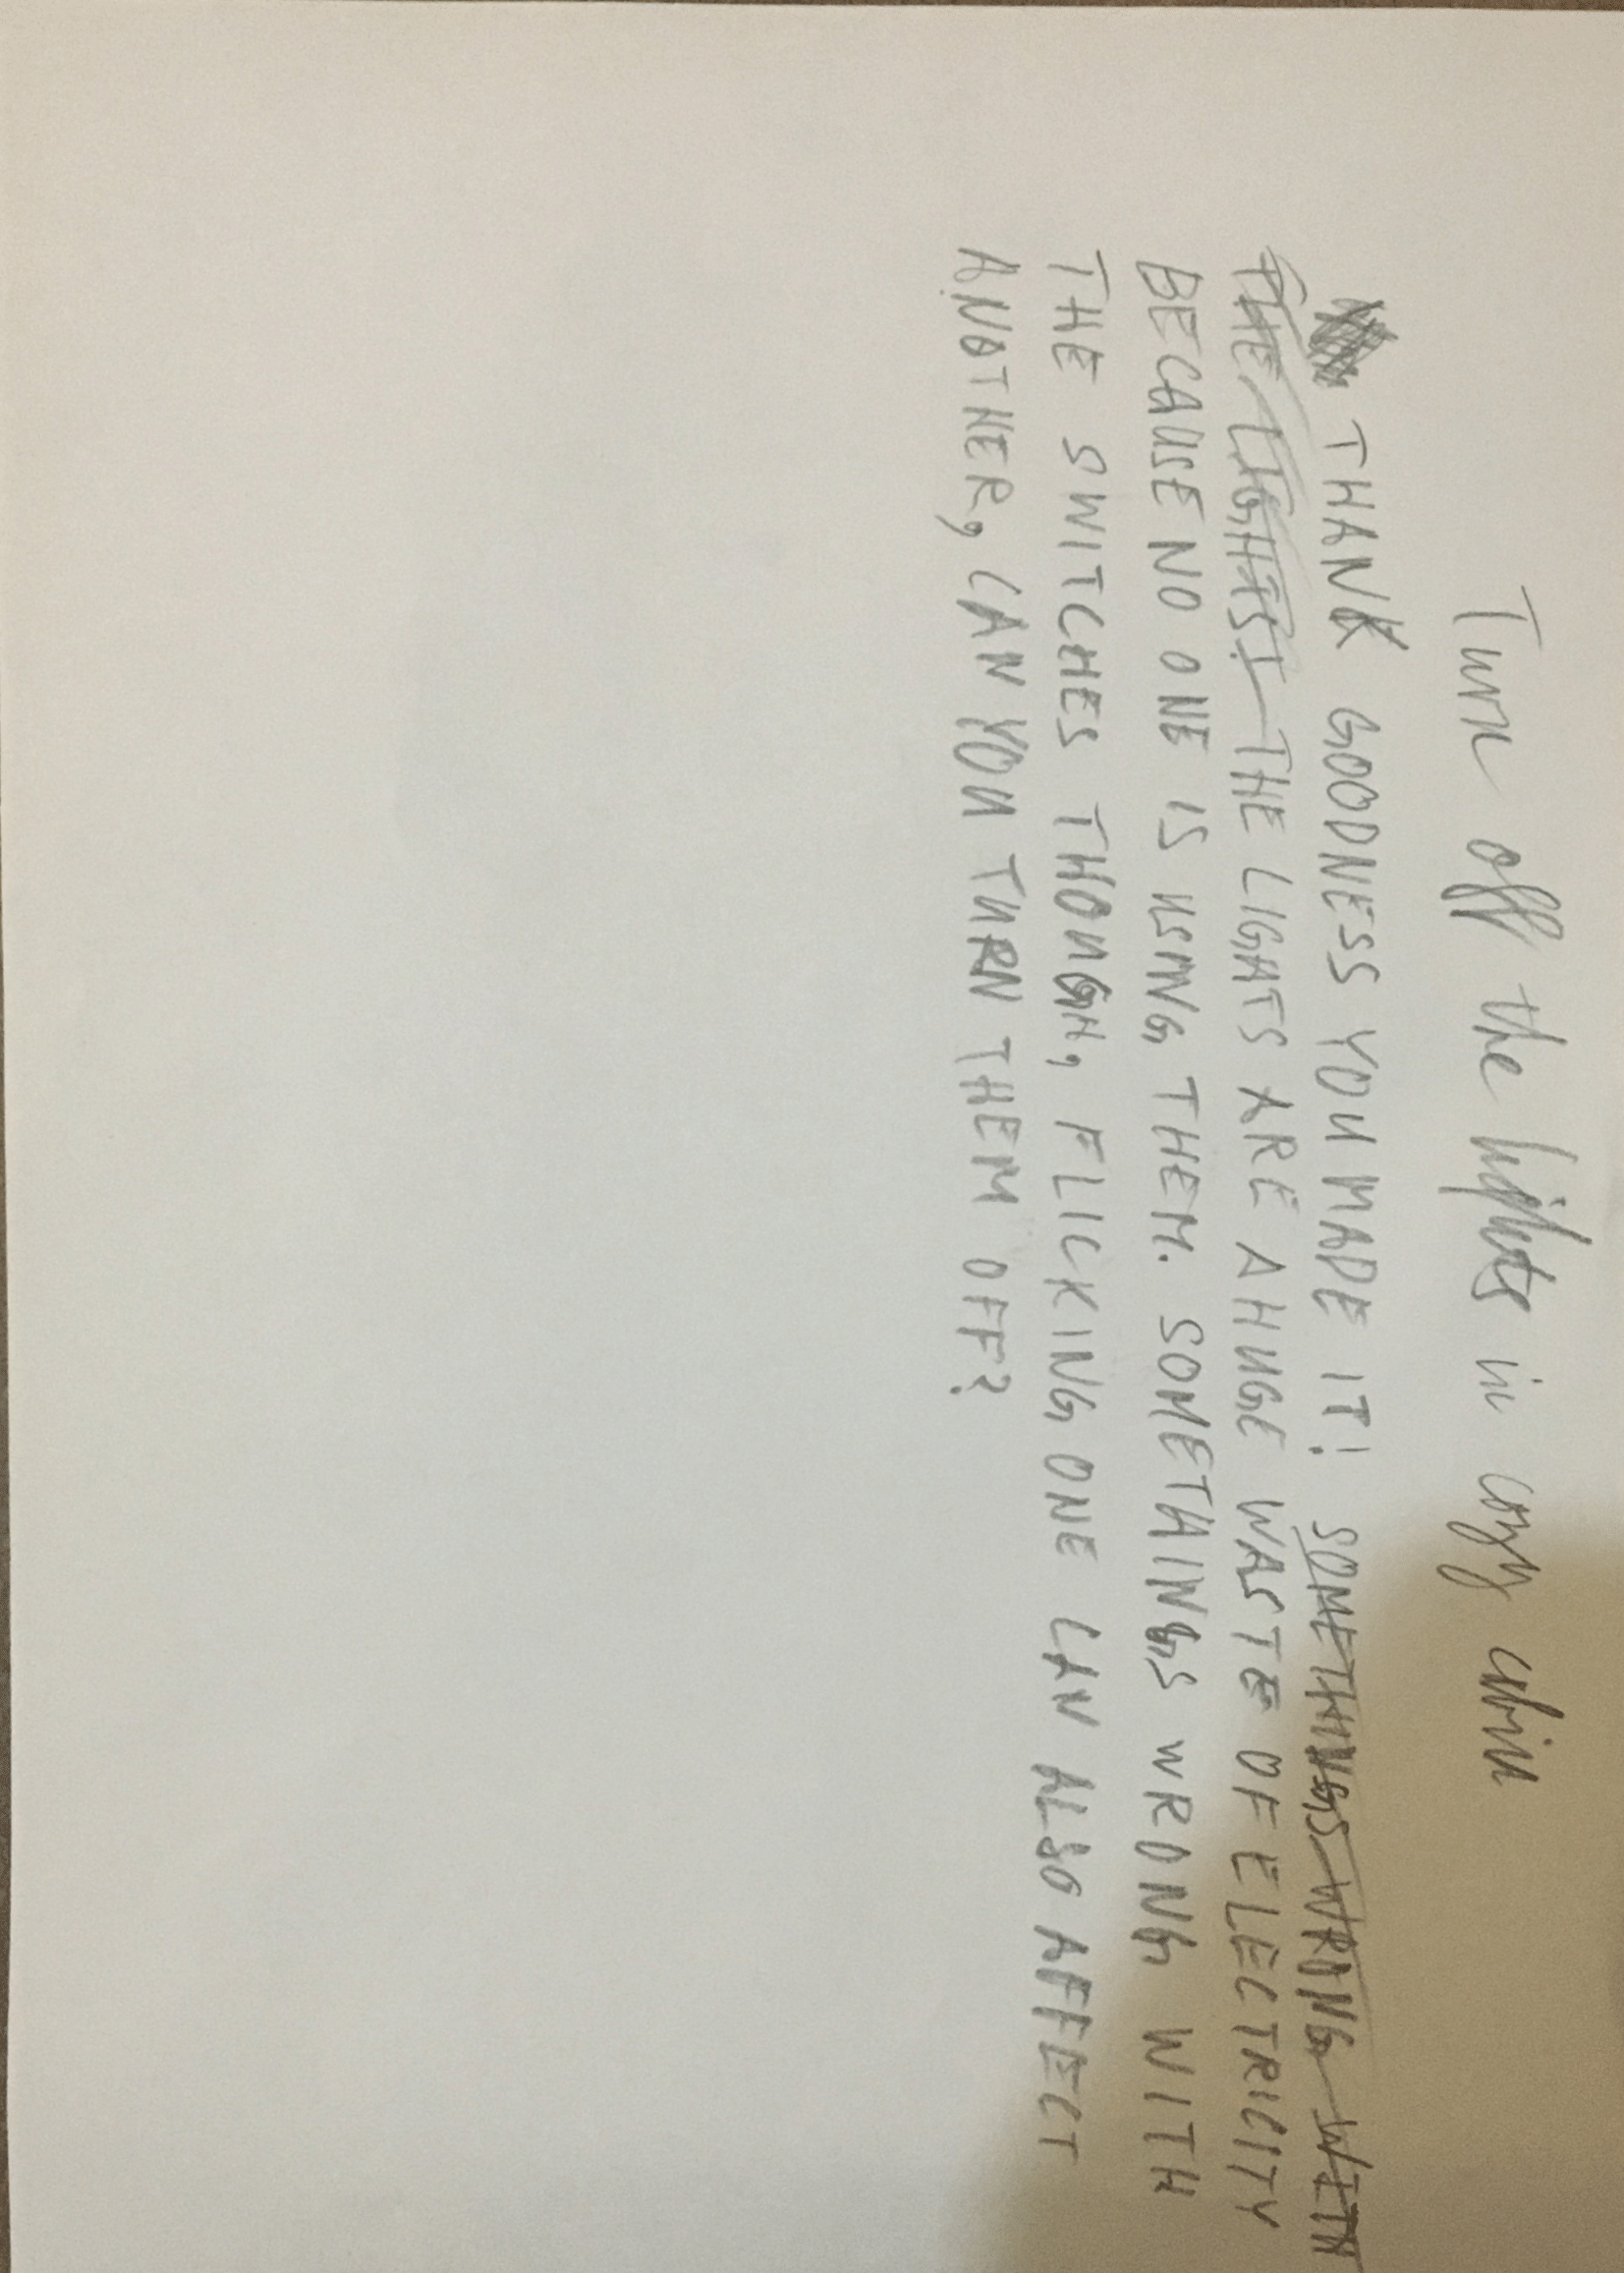 Turn off the lights in cozy cabin
THANK GOODNESS YOU MADE IT! SOMETHINGS WRONG WITH
THE LIGHTS! THE LIGHTS ARE A HUGE WASTE OF ELECTRICITY
BECAUSE NO ONE IS USING THEM. SOMETHINGS WRONG WITH
THE SWITCHES THOUGH, FLICKING ONE CAN ALSO AFFECT
ANOTHER, CAN YOU TURN THEM OFF?